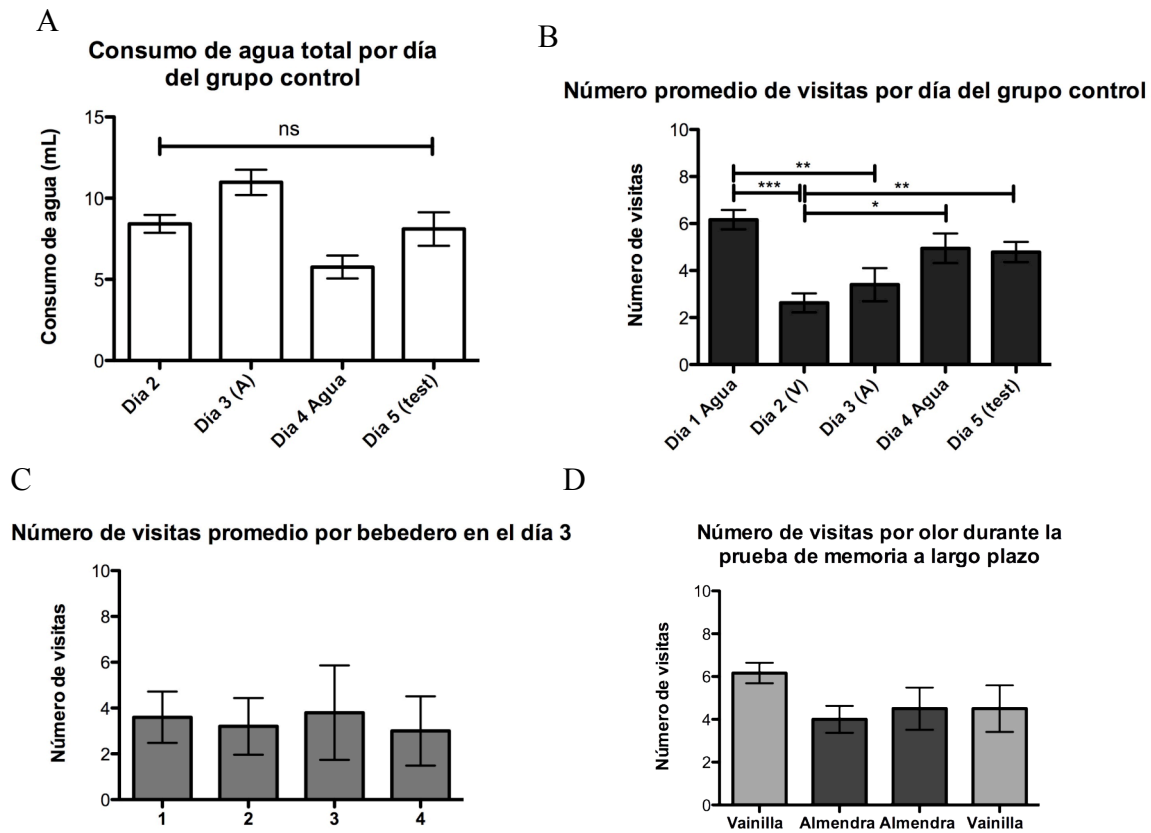 A
Consumo de agua total por día
del grupo control
Consumo de agua (mL)
15
10
5
0
ns
Día 2
Día 3 (A)
Día 4 Agua
Día 5 (test)
B
Número promedio de visitas por día del grupo control
Número de visitas
10
8
6
4
2
0
**
***
**
*
Día 1 Agua
Día 2 (V)
Día 3 (A)
Día 4 Agua
Día 5 (test)
C
Número de visitas promedio por bebedero en el día 3
Número de visitas
10
8
6
4
2
0
1 2 3 4
D
Número de visitas por olor durante la
prueba de memoria a largo plazo
Número de visitas
10
8
6
4
2
0
Vainilla Almendra Almendra Vainilla